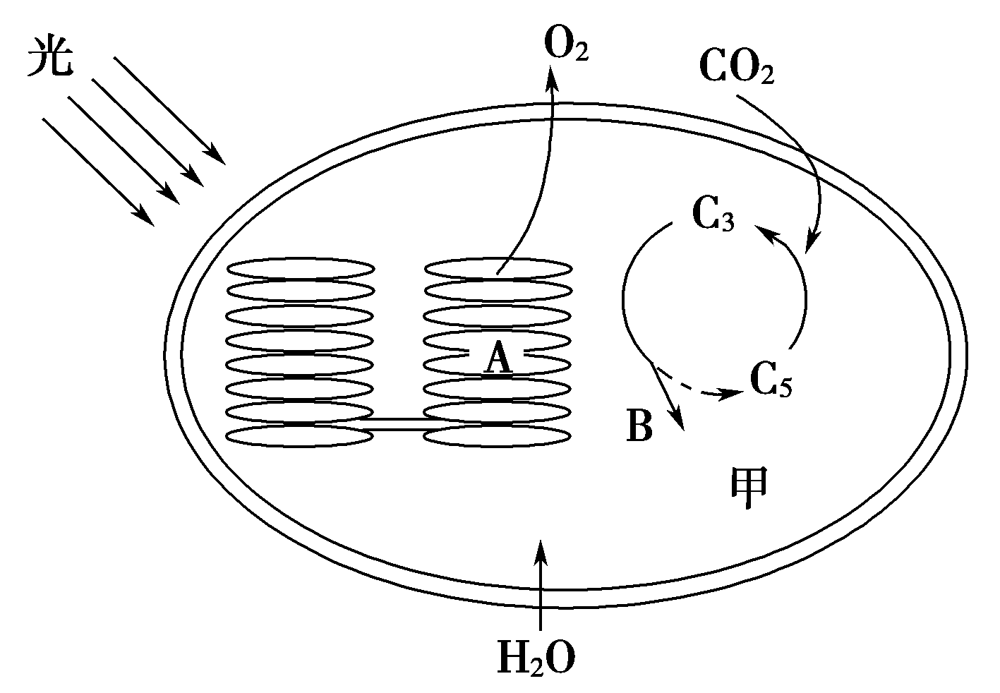 光
O₂
CO₂
C₃
A
C₅
B
甲
H₂O